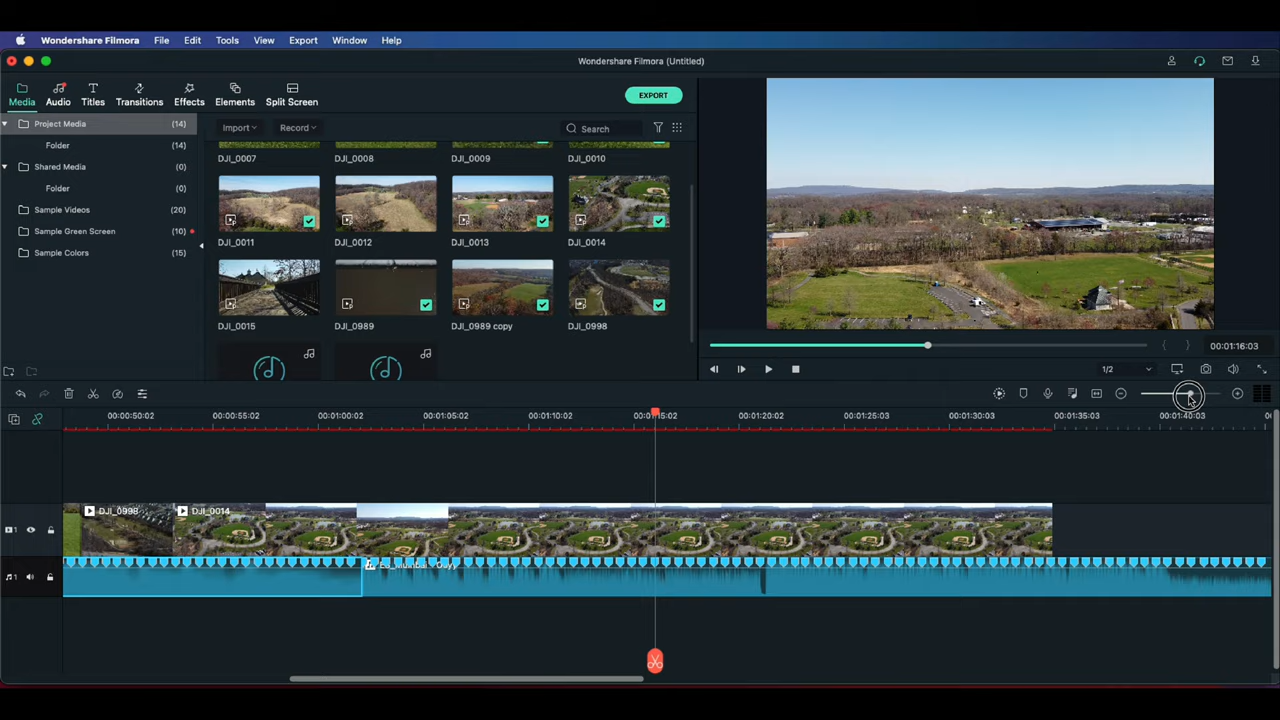 Wondershare Filmora File Edit Tools View Export Window Help
Wondershare Filmora (Untitled)
Media Audio Titles Transitions Effects Elements Split Screen
EXPORT
Project Media (14)
Folder (14)
Shared Media (0)
Folder (0)
Sample Videos (20)
Sample Green Screen (10)
Sample Colors (15)
Import Record Search
DJI_0007 DJI_0008 DJI_0009 DJI_0010
DJI_0011 DJI_0012 DJI_0013 DJI_0014
DJI_0015 DJI_0989 DJI_0989 copy DJI_0998
00:01:16:03
1/2
00:00:50:02 00:00:55:02 00:01:00:02 00:01:05:02 00:01:10:02 00:01:15:02 00:01:20:02 00:01:25:03 00:01:30:03 00:01:35:03 00:01:40:03
DJI_0998 DJI_0014
1
1